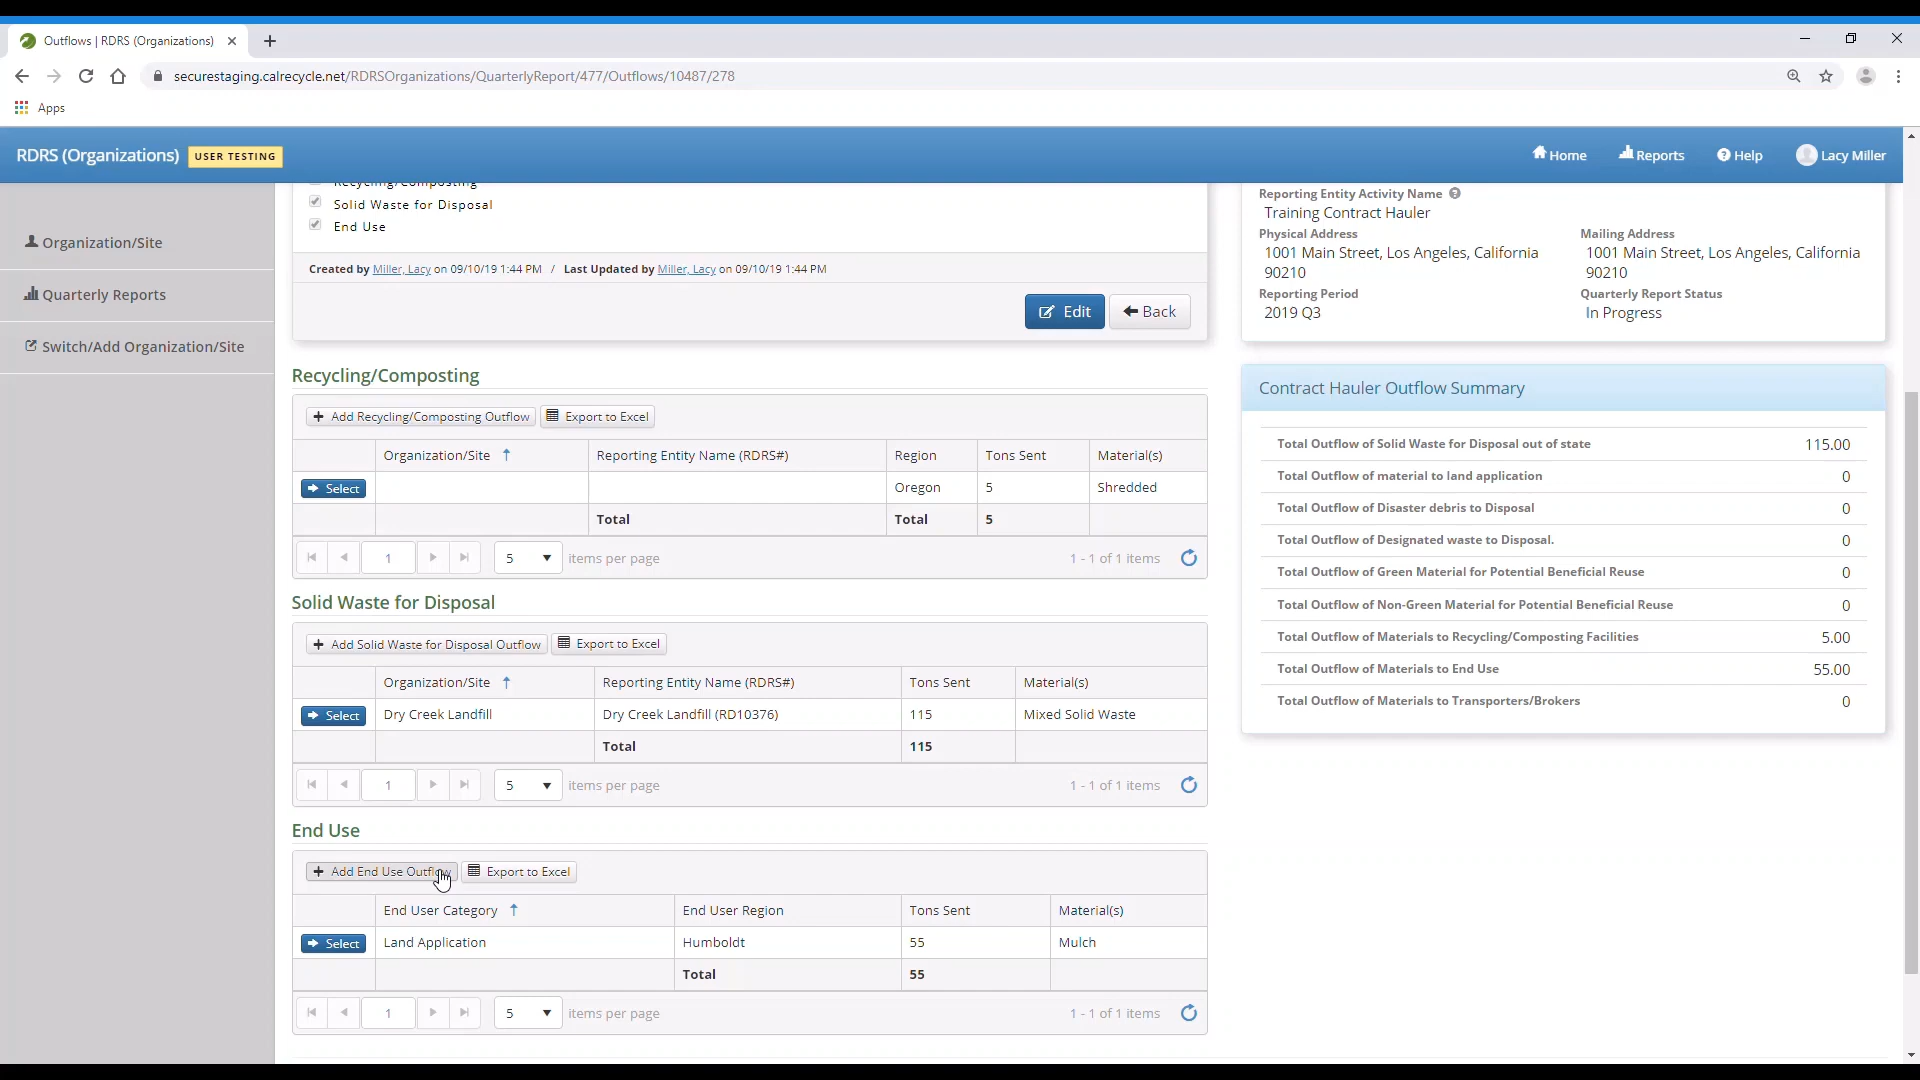 Outflows | RDRS (Organizations)
securestaging.calrecycle.net/RDRSOrganizations/QuarterlyReport/477/Outflows/10487/278
Apps
RDRS (Organizations) USER TESTING
Home Reports Help Lacy Miller
Organization/Site
Quarterly Reports
Switch/Add Organization/Site
Recycling/Composting
Solid Waste for Disposal
End Use
Created by Miller, Lacy on 09/10/19 1:44 PM / Last Updated by Miller, Lacy on 09/10/19 1:44 PM
Edit Back
Reporting Entity Activity Name
Training Contract Hauler
Physical Address Mailing Address
1001 Main Street, Los Angeles, California 1001 Main Street, Los Angeles, California
90210 90210
Reporting Period Quarterly Report Status
2019 Q3 In Progress
Recycling/Composting
Add Recycling/Composting Outflow Export to Excel
Organization/Site Reporting Entity Name (RDRS#) Region Tons Sent Material(s)
Select Oregon 5 Shredded
Total Total 5
1 5 items per page 1 - 1 of 1 items
Solid Waste for Disposal
Add Solid Waste for Disposal Outflow Export to Excel
Organization/Site Reporting Entity Name (RDRS#) Tons Sent Material(s)
Select Dry Creek Landfill Dry Creek Landfill (RD10376) 115 Mixed Solid Waste
Total 115
1 5 items per page 1 - 1 of 1 items
End Use
Add End Use Outflow Export to Excel
End User Category End User Region Tons Sent Material(s)
Select Land Application Humboldt 55 Mulch
Total 55
1 5 items per page 1 - 1 of 1 items
Contract Hauler Outflow Summary
Total Outflow of Solid Waste for Disposal out of state 115.00
Total Outflow of material to land application 0
Total Outflow of Disaster debris to Disposal 0
Total Outflow of Designated waste to Disposal. 0
Total Outflow of Green Material for Potential Beneficial Reuse 0
Total Outflow of Non-Green Material for Potential Beneficial Reuse 0
Total Outflow of Materials to Recycling/Composting Facilities 5.00
Total Outflow of Materials to End Use 55.00
Total Outflow of Materials to Transporters/Brokers 0